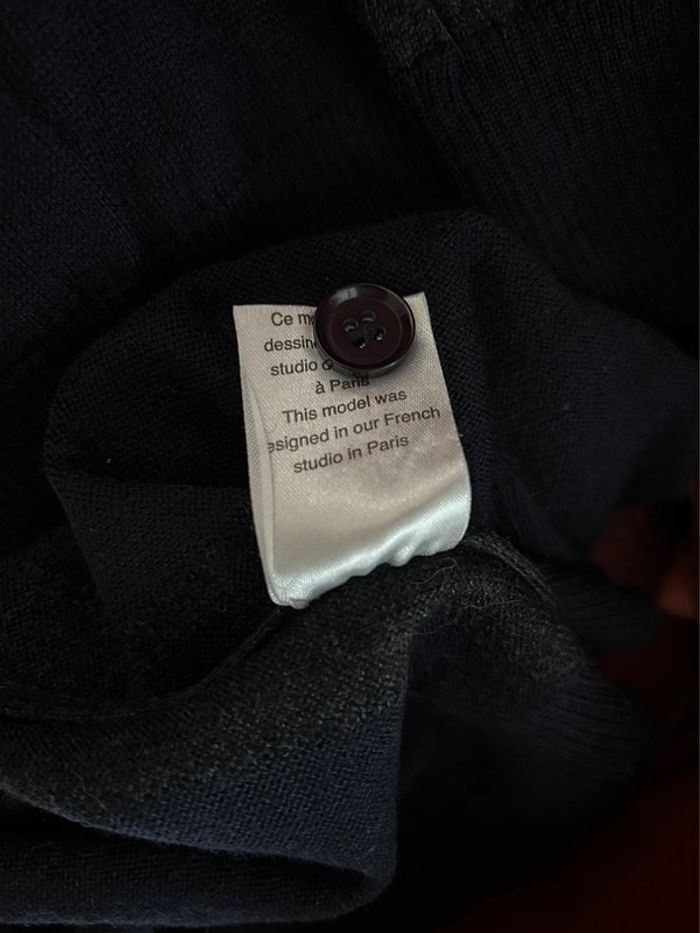 Ce
dessin
studio
à Paris
This model was
esigned in our French
studio in Paris